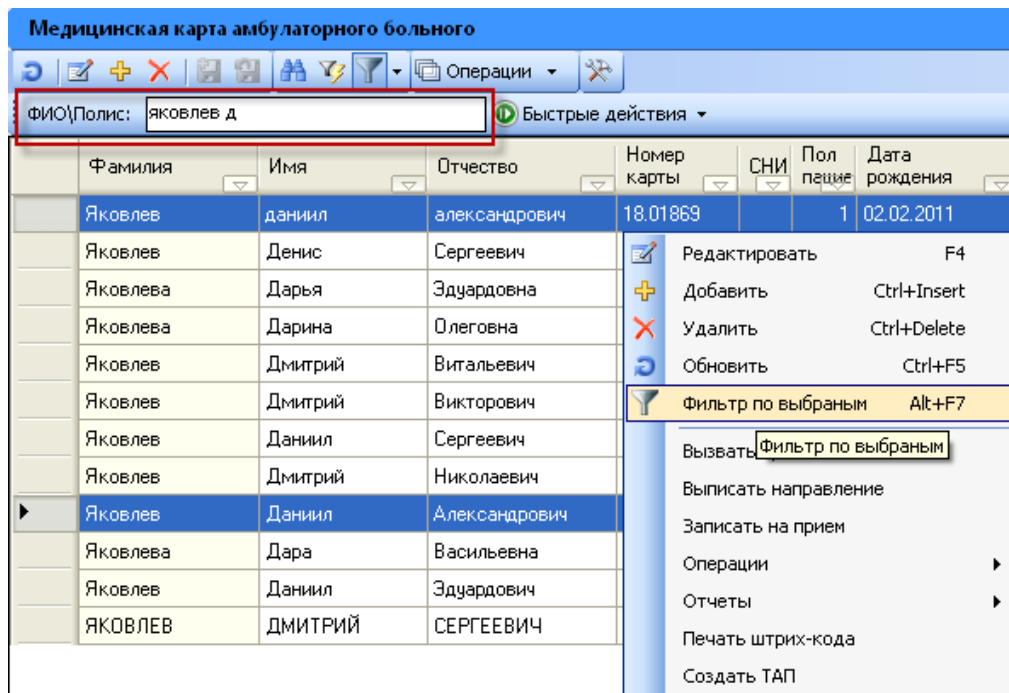 Медицинская карта амбулаторного больного
Операции
ФИО\Полис: яковлев д Быстрые действия
Фамилия Имя Отчество Номер карты СНИ Пол пацие Дата рождения
Яковлев даниил александрович 18.01869 1 02.02.2011
Яковлев Денис Сергеевич
Яковлева Дарья Эдуардовна
Яковлева Дарина Олеговна
Яковлев Дмитрий Витальевич
Яковлев Дмитрий Викторович
Яковлев Даниил Сергеевич
Яковлев Дмитрий Николаевич
Яковлев Даниил Александрович
Яковлева Дара Васильевна
Яковлев Даниил Эдуардович
ЯКОВЛЕВ ДМИТРИЙ СЕРГЕЕВИЧ
Редактировать F4
Добавить Ctrl+Insert
Удалить Ctrl+Delete
Обновить Ctrl+F5
Фильтр по выбраным Alt+F7
Вызвать
Фильтр по выбраным
Выписать направление
Записать на прием
Операции
Отчеты
Печать штрих-кода
Создать ТАП